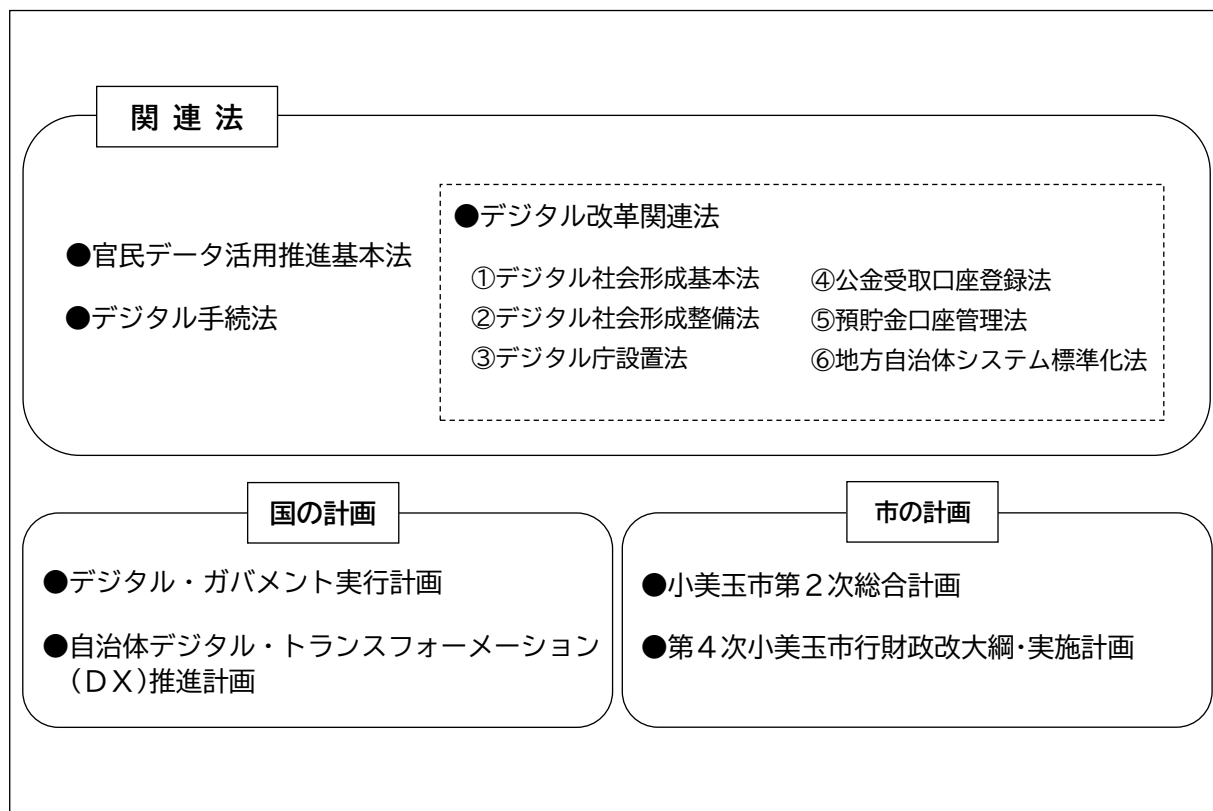 関連法
●官民データ活用推進基本法
●デジタル手続法
●デジタル改革関連法
①デジタル社会形成基本法
②デジタル社会形成整備法
③デジタル庁設置法
④公金受取口座登録法
⑤預貯金口座管理法
⑥地方自治体システム標準化法
国の計画
●デジタル・ガバメント実行計画
●自治体デジタル・トランスフォーメーション
(DX)推進計画
市の計画
●小美玉市第2次総合計画
●第4次小美玉市行財政改大綱・実施計画